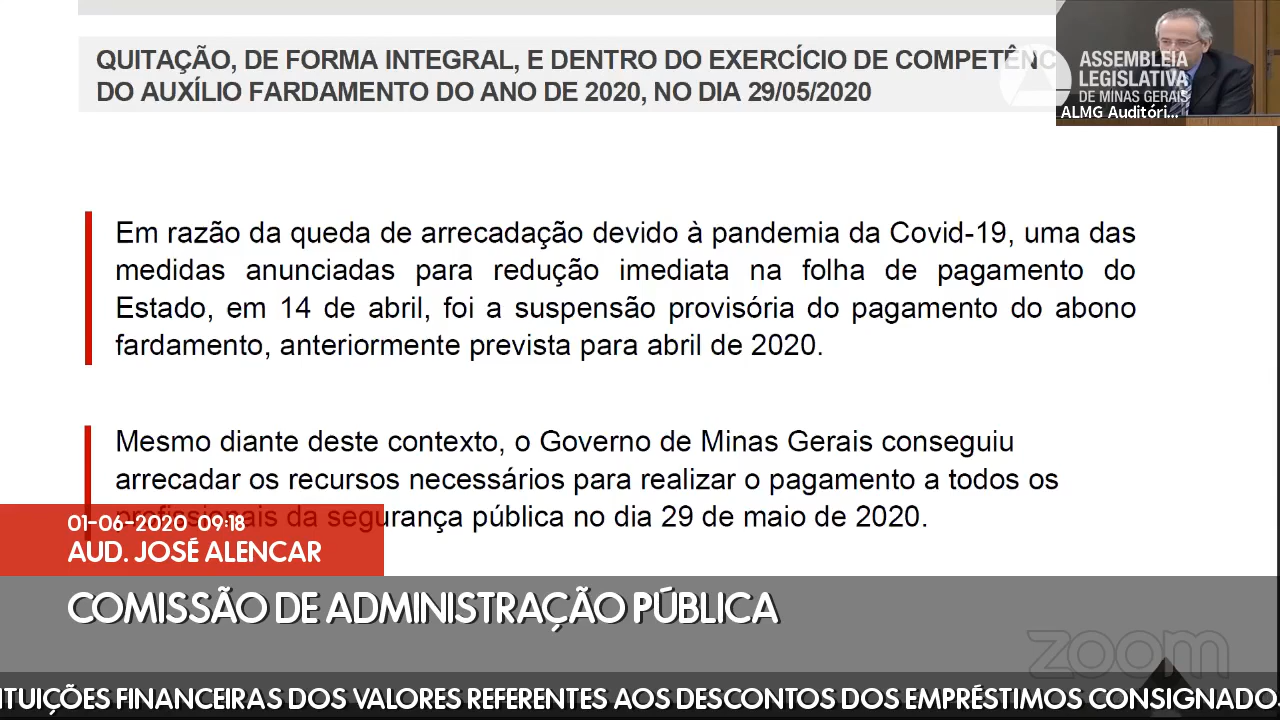 QUITAÇÃO, DE FORMA INTEGRAL, E DENTRO DO EXERCÍCIO DE COMPETÊNC
DO AUXÍLIO FARDAMENTO DO ANO DE 2020, NO DIA 29/05/2020
ASSEMBLEIA
LEGISLATIVA
DE MINAS GERAIS
ALMG Auditóri...
Em razão da queda de arrecadação devido à pandemia da Covid-19, uma das
medidas anunciadas para redução imediata na folha de pagamento do
Estado, em 14 de abril, foi a suspensão provisória do pagamento do abono
fardamento, anteriormente prevista para abril de 2020.
Mesmo diante deste contexto, o Governo de Minas Gerais conseguiu
arrecadar os recursos necessários para realizar o pagamento a todos os
profissionais da segurança pública no dia 29 de maio de 2020.
01-06-2020 09:18
AUD. JOSÉ ALENCAR
COMISSÃO DE ADMINISTRAÇÃO PÚBLICA
zoom
ITUIÇÕES FINANCEIRAS DOS VALORES REFERENTES AOS DESCONTOS DOS EMPRÉSTIMOS CONSIGNADO